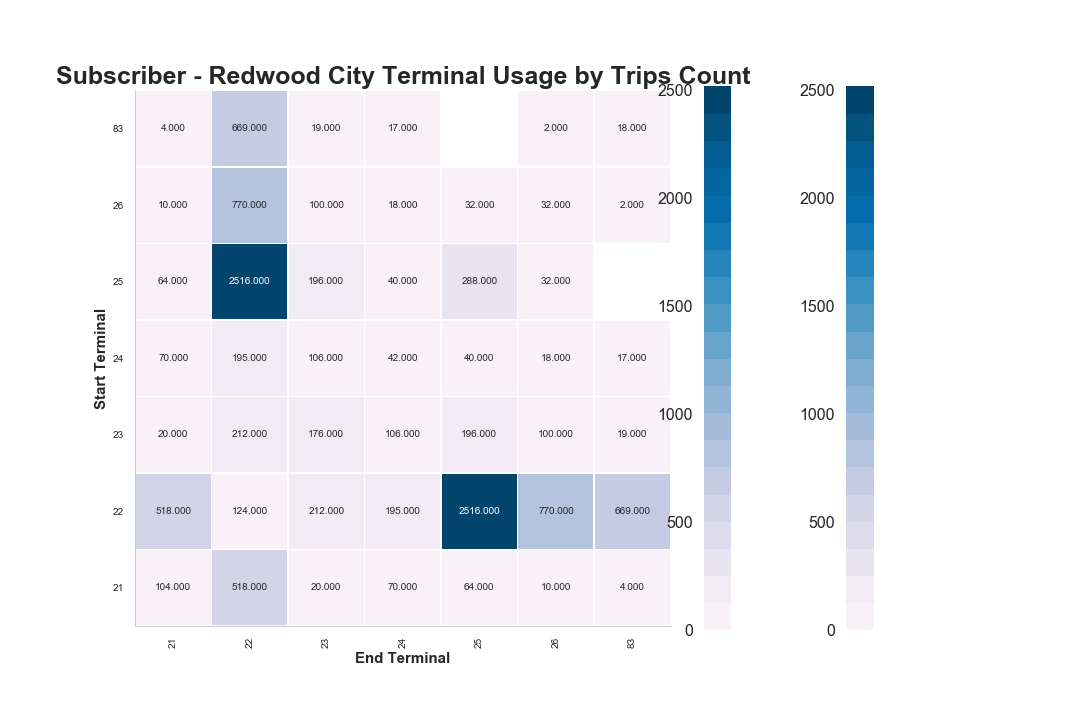 Subscriber - Redwood City Terminal Usage by Trips Count
2500 2500
83 4.000 669.000 19.000 17.000 2.000 18.000
26 10.000 770.000 100.000 18.000 32.000 32.000 2.000
2000 2000
25 64.000 2516.000 196.000 40.000 288.000 32.000
1500 1500
24 70.000 195.000 106.000 42.000 40.000 18.000 17.000
Start Terminal
1000 1000
23 20.000 212.000 176.000 106.000 196.000 100.000 19.000
22 518.000 124.000 212.000 195.000 2516.000 770.000 669.000
500 500
21 104.000 518.000 20.000 70.000 64.000 10.000 4.000
0 0
21 22 23 24 25 26 83
End Terminal